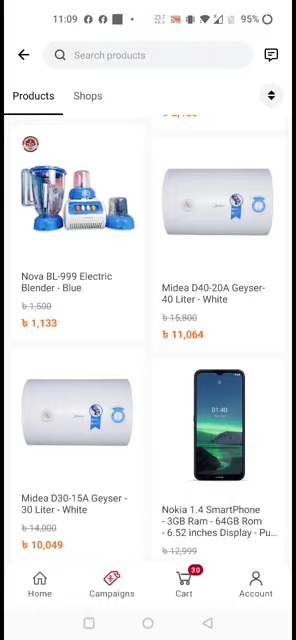 11:09
95%
Search products
Products
Shops
Nova BL-999 Electric
Blender - Blue
৳ 1,500
৳ 1,133
Midea D40-20A Geyser-
40 Liter - White
৳ 15,800
৳ 11,064
Midea D30-15A Geyser -
30 Liter - White
৳ 14,000
৳ 10,049
01:40
Nokia 1.4 SmartPhone
- 3GB Ram - 64GB Rom
- 6.52 inches Display - Pu...
৳ 12,999
Home
Campaigns
30
Cart
Account